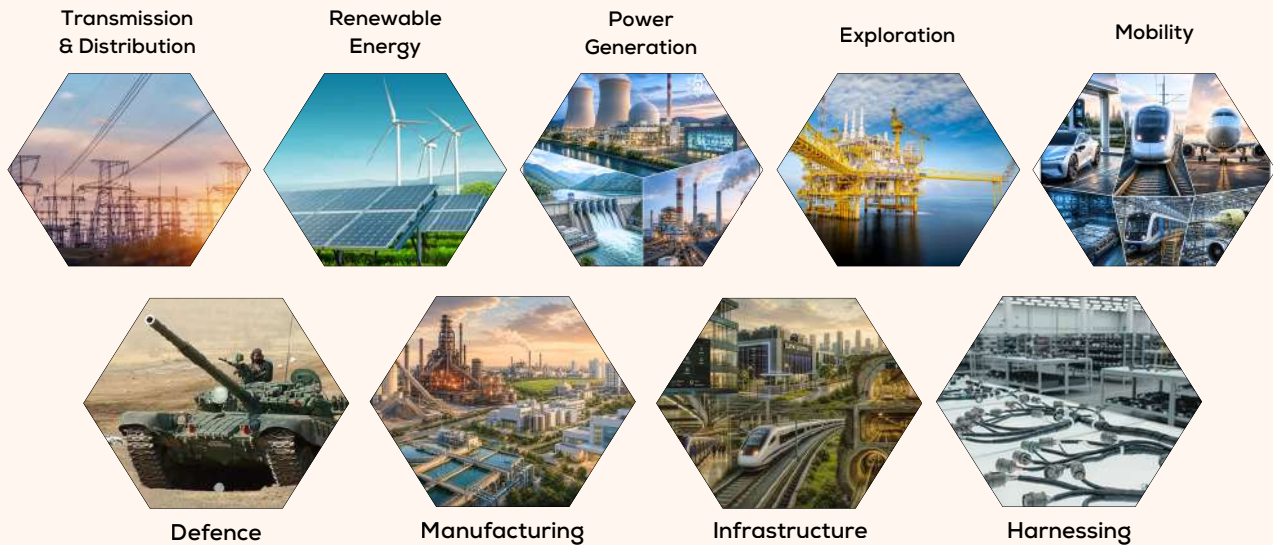 Transmission
& Distribution
Renewable
Energy
Power
Generation
Exploration
Mobility
Defence
Manufacturing
Infrastructure
Harnessing